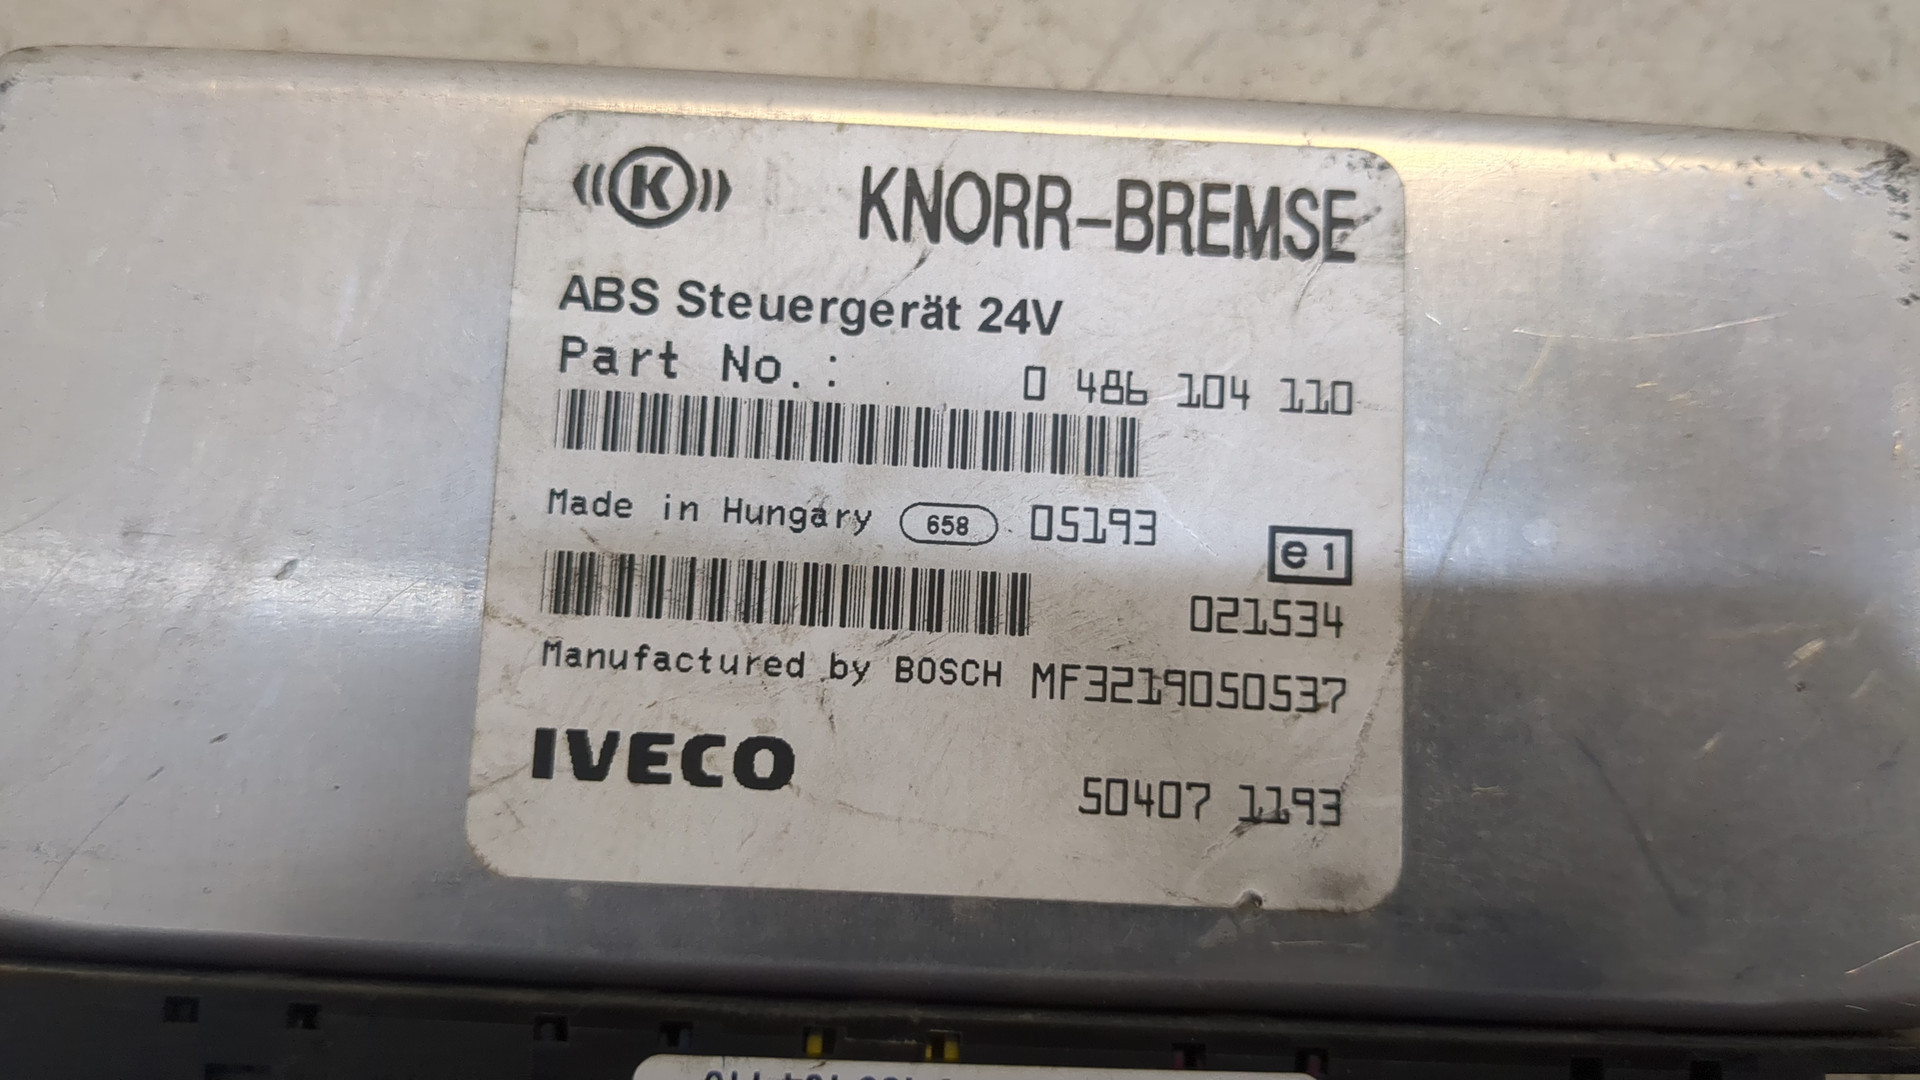 K KNORR-BREMSE
ABS Steuergerät 24V
Part No.: 0 486 104 110
Made in Hungary 658 05193
e1
021534
Manufactured by BOSCH MF3219050537
IVECO 50407 1193